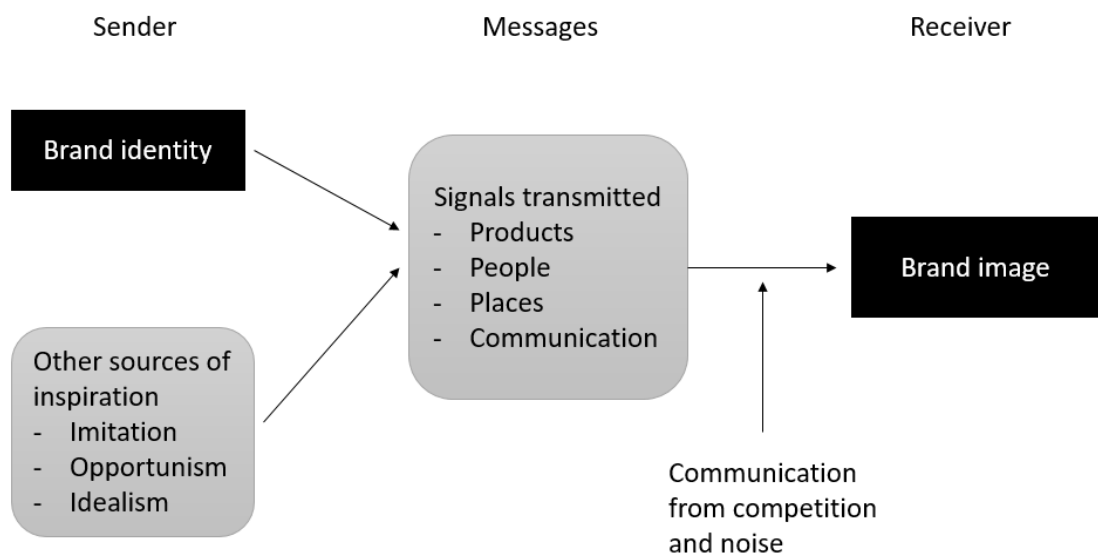 Sender
Messages
Receiver
Brand identity
Other sources of
inspiration
- Imitation
- Opportunism
- Idealism
Signals transmitted
- Products
- People
- Places
- Communication
Brand image
Communication
from competition
and noise